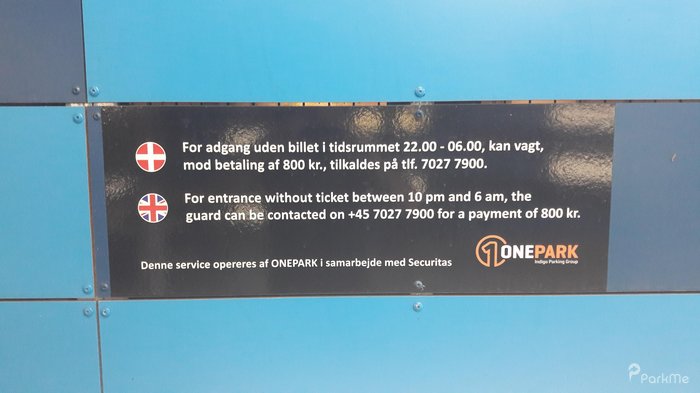 For adgang uden billet i tidsrummet 22.00 - 06.00, kan vagt,
mod betaling af 800 kr., tilkaldes på tlf. 7027 7900.
For entrance without ticket between 10 pm and 6 am, the
guard can be contacted on +45 7027 7900 for a payment of 800 kr.
Denne service opereres af ONEPARK i samarbejde med Securitas
1 ONEPARK
Indigo Parking Group
ParkMe